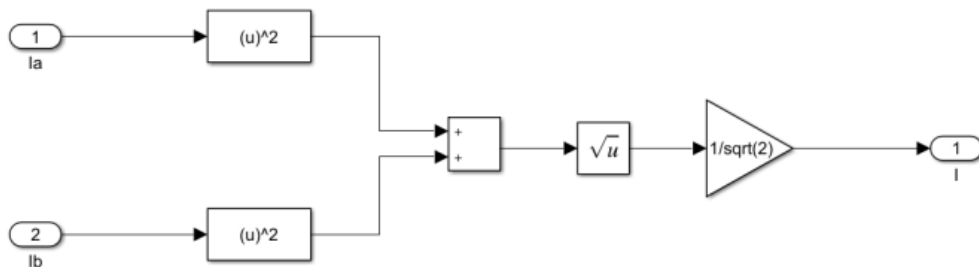 1
Ia
(u)^2
+
+
√u
1/sqrt(2)
1
I
2
Ib
(u)^2